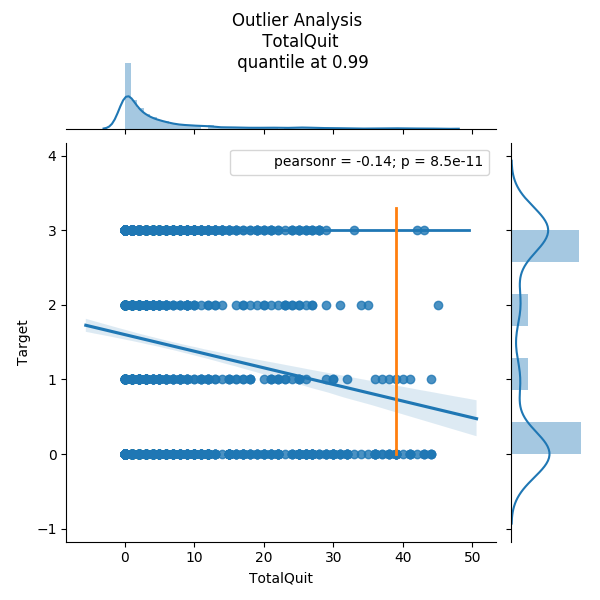 Outlier Analysis
TotalQuit
quantile at 0.99
pearsonr = -0.14; p = 8.5e-11
4
3
2
1
0
−1
Target
0 10 20 30 40 50
TotalQuit